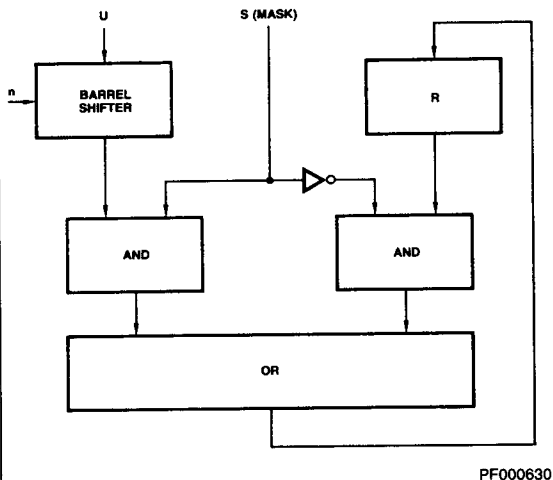 U
S (MASK)
n
BARREL
SHIFTER
R
AND
AND
OR
PF000630